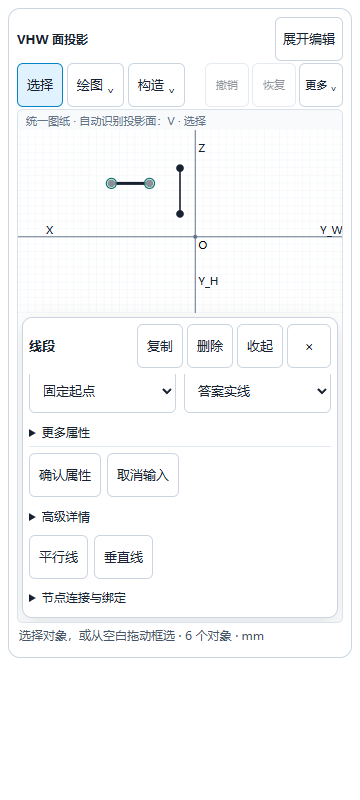 VHW 面投影
展开编辑
选择 绘图 ˬ 构造 ˬ 撤销 恢复 更多 ˬ
统一图纸 · 自动识别投影面：V · 选择
Z
X
Y_W
O
Y_H
线段 复制 删除 收起 ×
固定起点 答案实线
▶ 更多属性
确认属性 取消输入
▶ 高级详情
平行线 垂直线
▶ 节点连接与绑定
选择对象，或从空白拖动框选 · 6 个对象 · mm